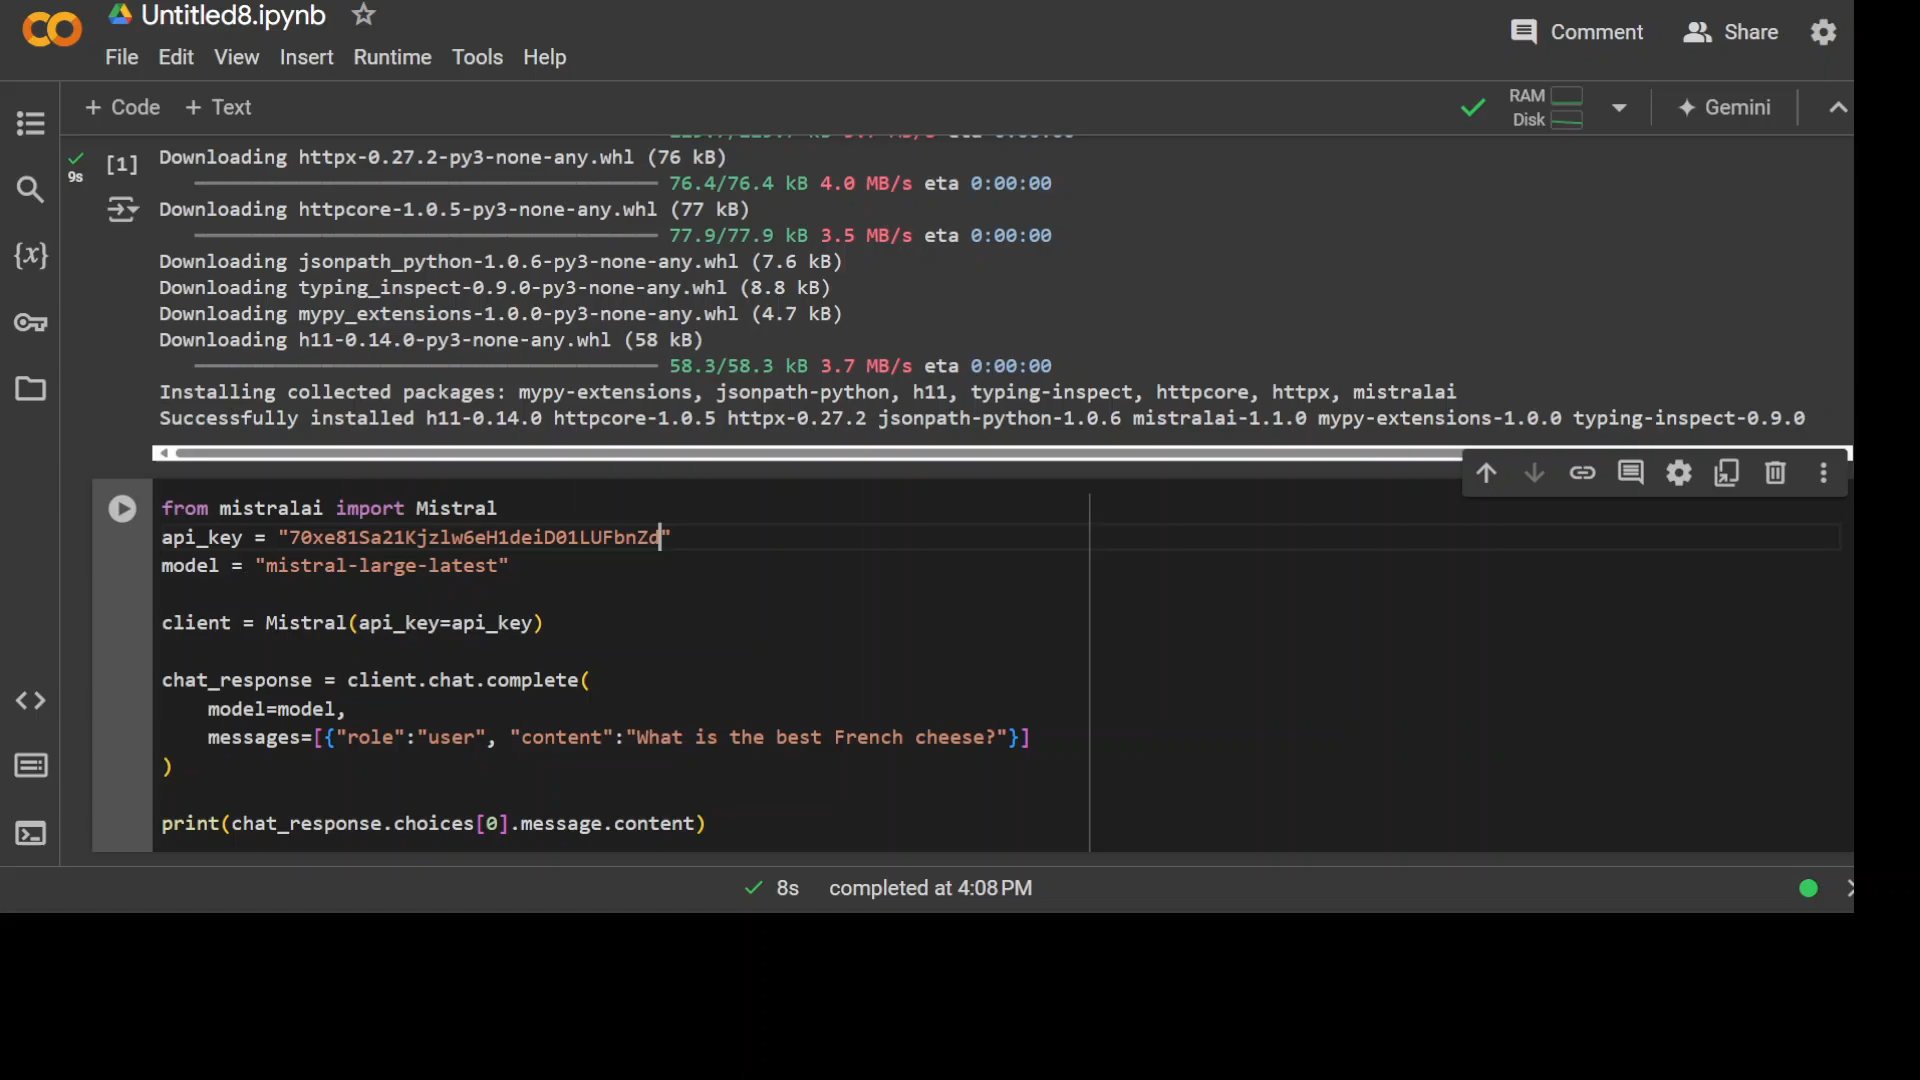 Untitled8.ipynb
Comment
Share
File Edit View Insert Runtime Tools Help
+ Code + Text
RAM
Disk
Gemini
9s
[1]
Downloading httpx-0.27.2-py3-none-any.whl (76 kB)
76.4/76.4 kB 4.0 MB/s eta 0:00:00
Downloading httpcore-1.0.5-py3-none-any.whl (77 kB)
77.9/77.9 kB 3.5 MB/s eta 0:00:00
Downloading jsonpath_python-1.0.6-py3-none-any.whl (7.6 kB)
Downloading typing_inspect-0.9.0-py3-none-any.whl (8.8 kB)
Downloading mypy_extensions-1.0.0-py3-none-any.whl (4.7 kB)
Downloading h11-0.14.0-py3-none-any.whl (58 kB)
58.3/58.3 kB 3.7 MB/s eta 0:00:00
Installing collected packages: mypy-extensions, jsonpath-python, h11, typing-inspect, httpcore, httpx, mistralai
Successfully installed h11-0.14.0 httpcore-1.0.5 httpx-0.27.2 jsonpath-python-1.0.6 mistralai-1.1.0 mypy-extensions-1.0.0 typing-inspect-0.9.0
from mistralai import Mistral
api_key = "70xe81Sa21Kjzlw6eH1deiD01LUFbnZd"
model = "mistral-large-latest"
client = Mistral(api_key=api_key)
chat_response = client.chat.complete(
    model=model,
    messages=[{"role":"user", "content":"What is the best French cheese?"}]
)
print(chat_response.choices[0].message.content)
8s completed at 4:08 PM